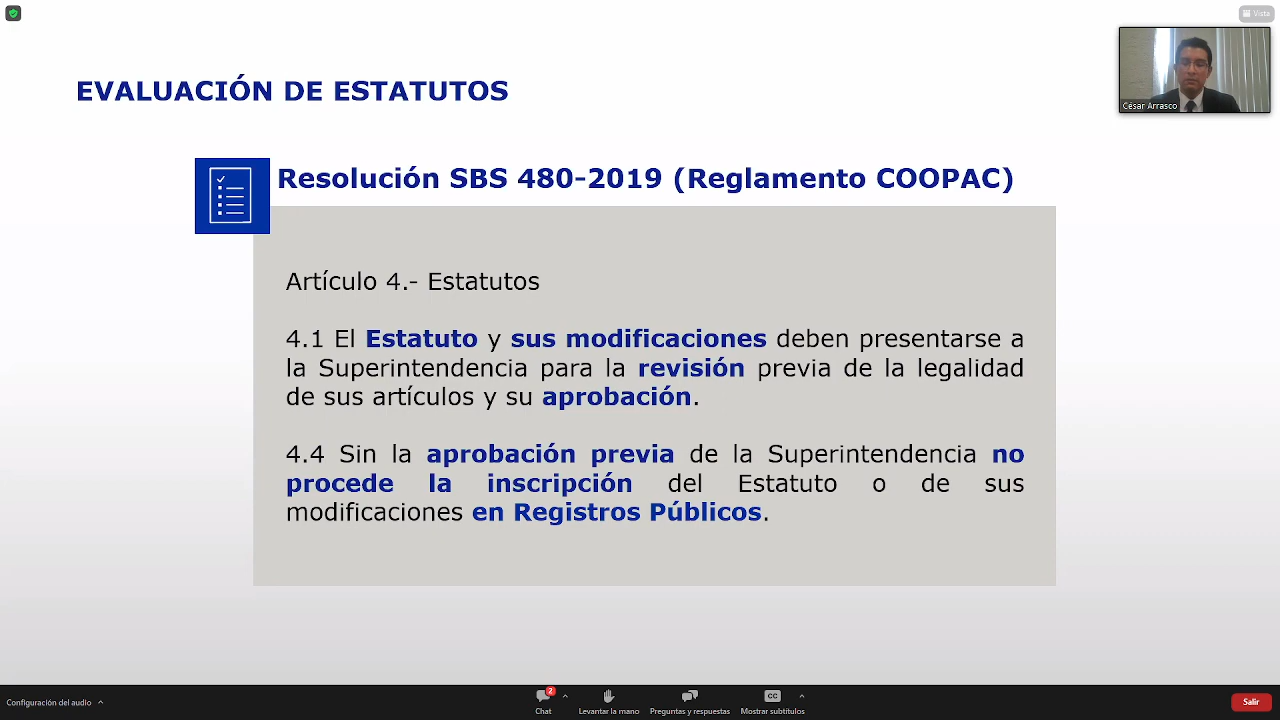 Vista
César Arrasco
EVALUACIÓN DE ESTATUTOS
Resolución SBS 480-2019 (Reglamento COOPAC)
Artículo 4.- Estatutos
4.1 El Estatuto y sus modificaciones deben presentarse a
la Superintendencia para la revisión previa de la legalidad
de sus artículos y su aprobación.
4.4 Sin la aprobación previa de la Superintendencia no
procede la inscripción del Estatuto o de sus
modificaciones en Registros Públicos.
Configuración del audio
2
Chat
Levantar la mano
Preguntas y respuestas
CC
Mostrar subtítulos
Salir